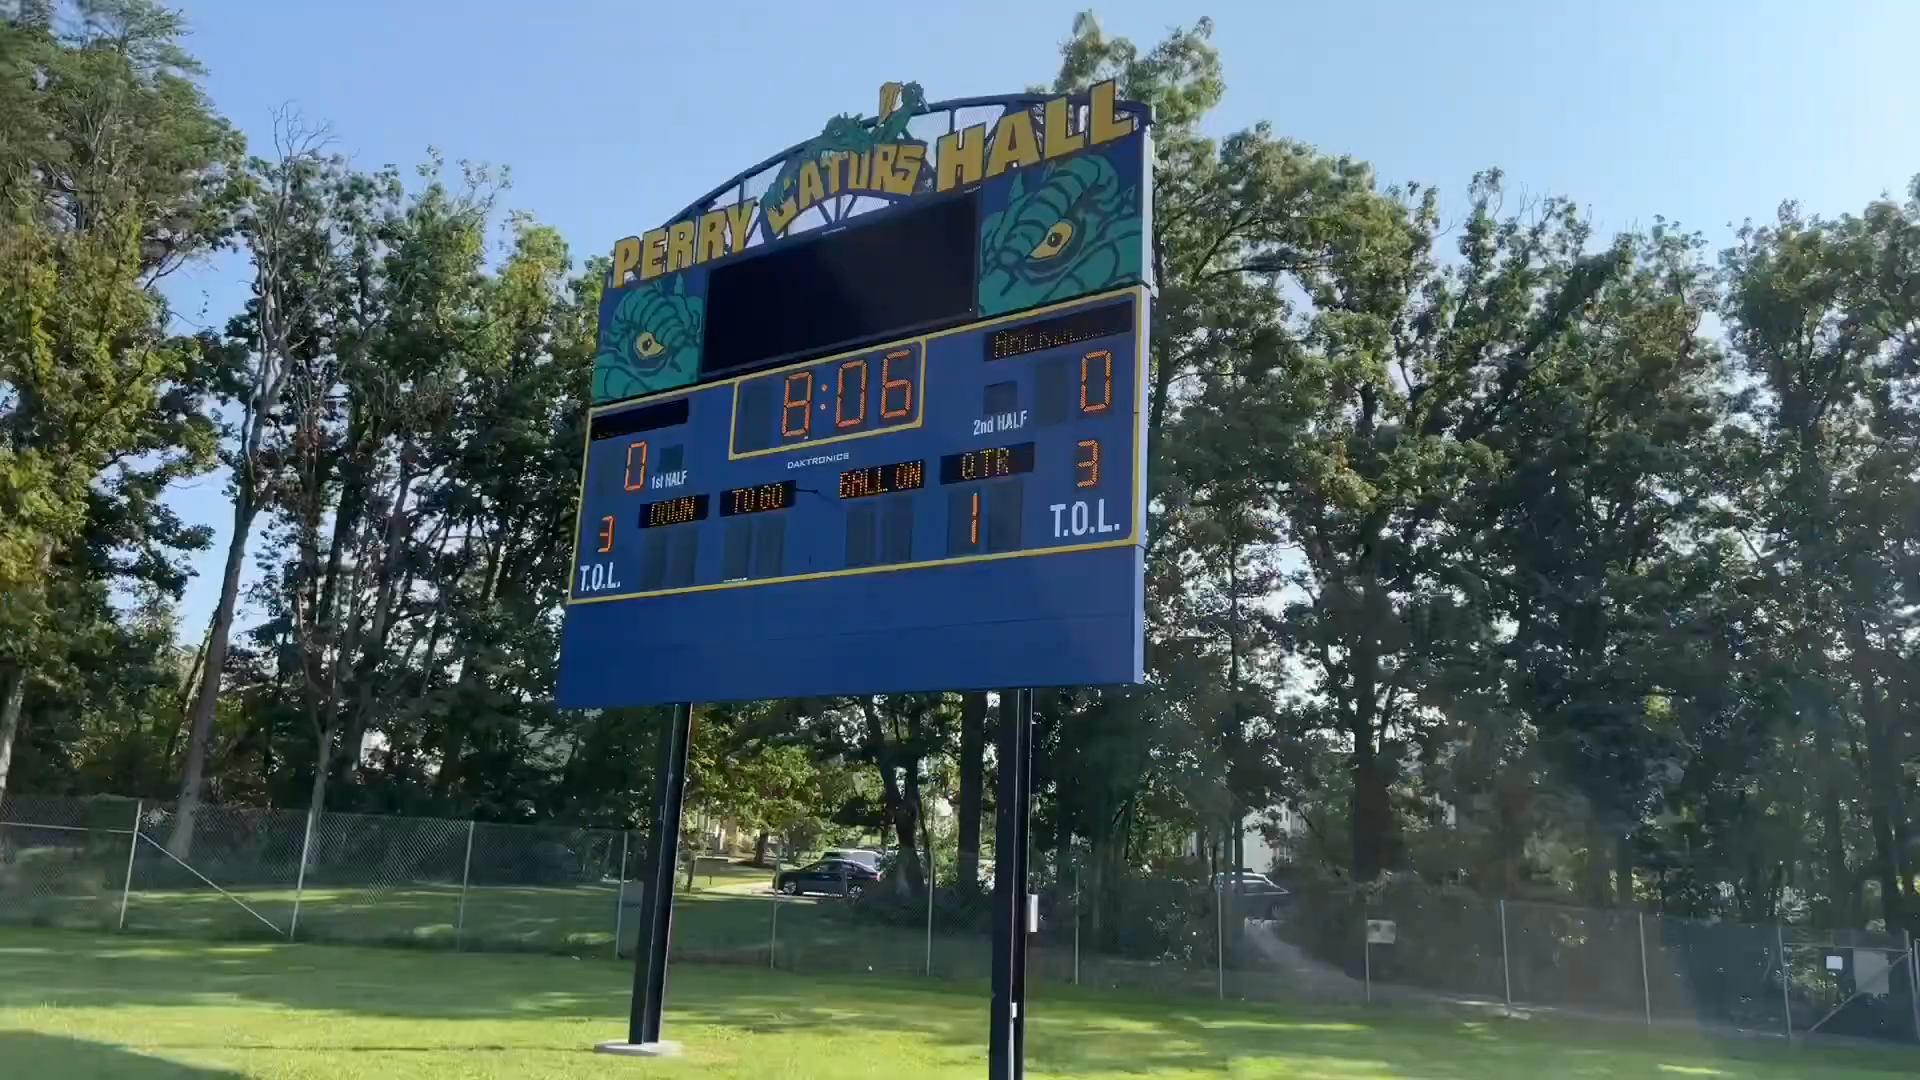 PERRY GATORS HALL
8:06
0 1st HALF
2nd HALF 0
DAKTRONICS
DOWN TO GO BALL ON QTR
3
T.O.L.
1
3
T.O.L.